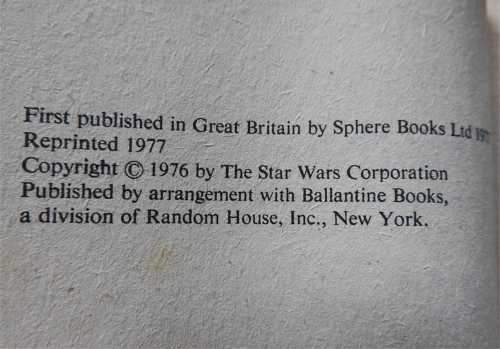 First published in Great Britain by Sphere Books Ltd
Reprinted 1977
Copyright © 1976 by The Star Wars Corporation
Published by arrangement with Ballantine Books,
a division of Random House, Inc., New York.